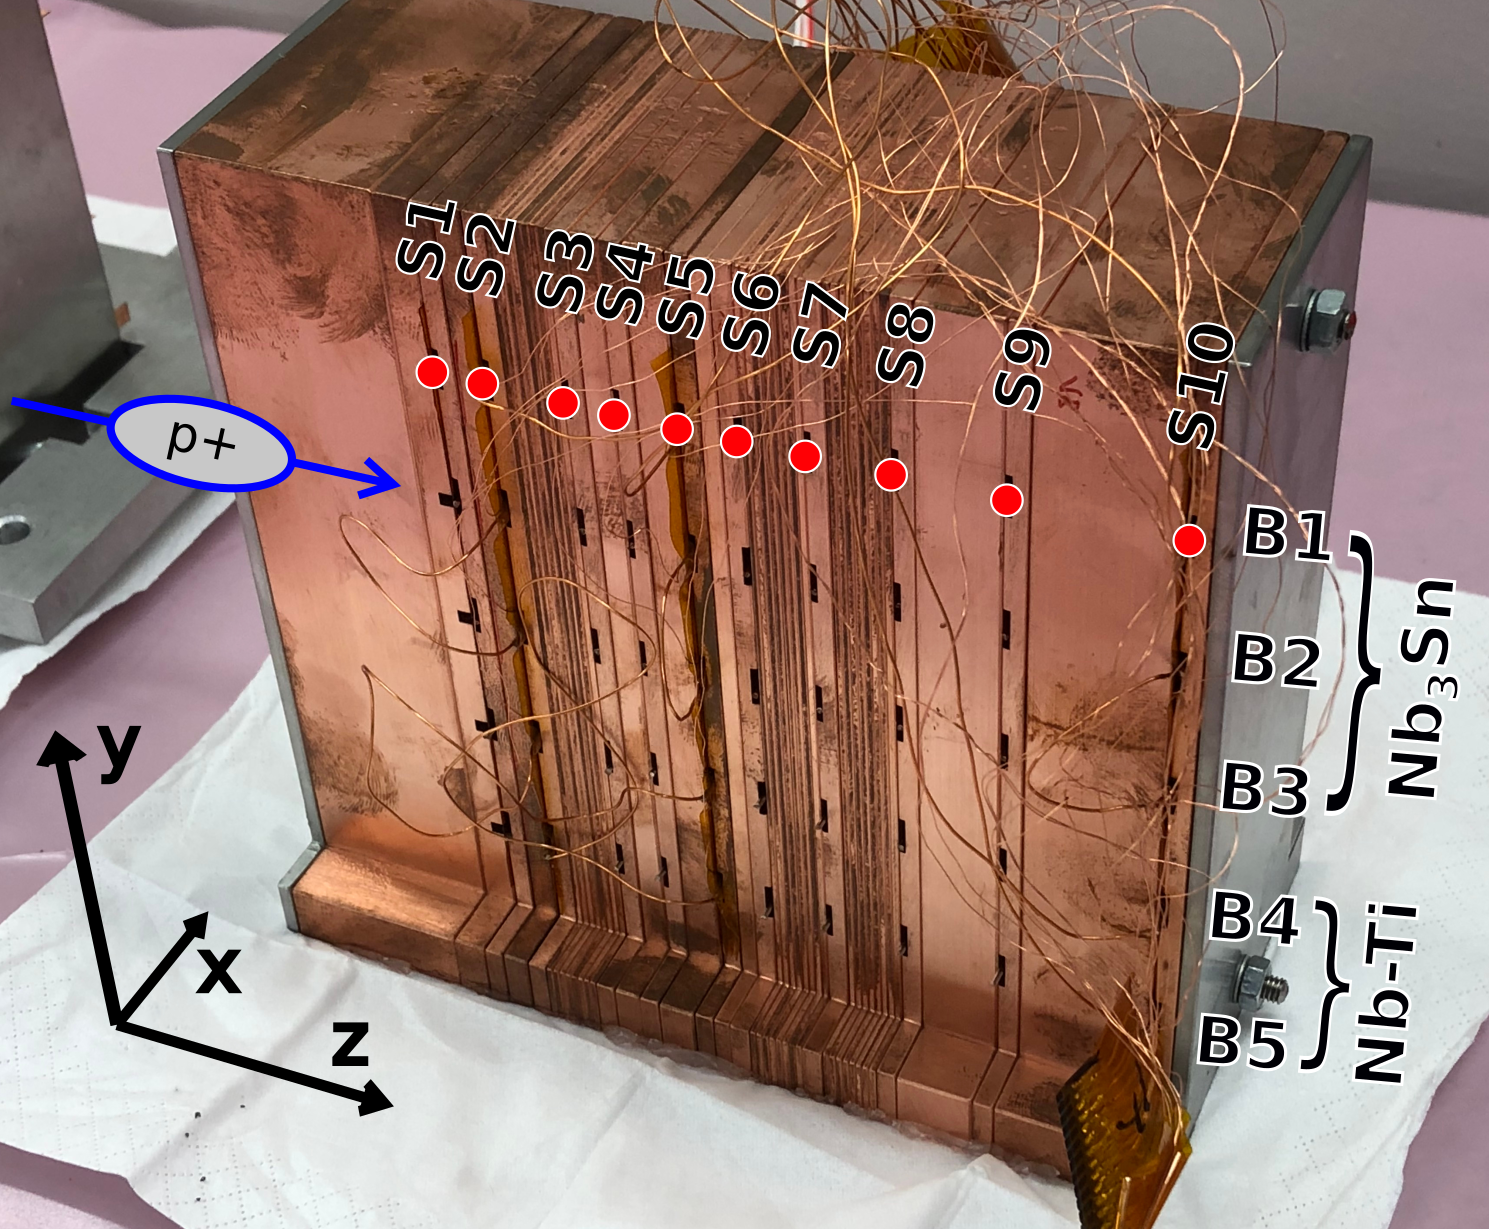 S1
S2
S3
S4
S5
S6
S7
S8
S9
S10
p+
B1
B2
B3
Nb₃Sn
B4
B5
Nb-Ti
y
x
z